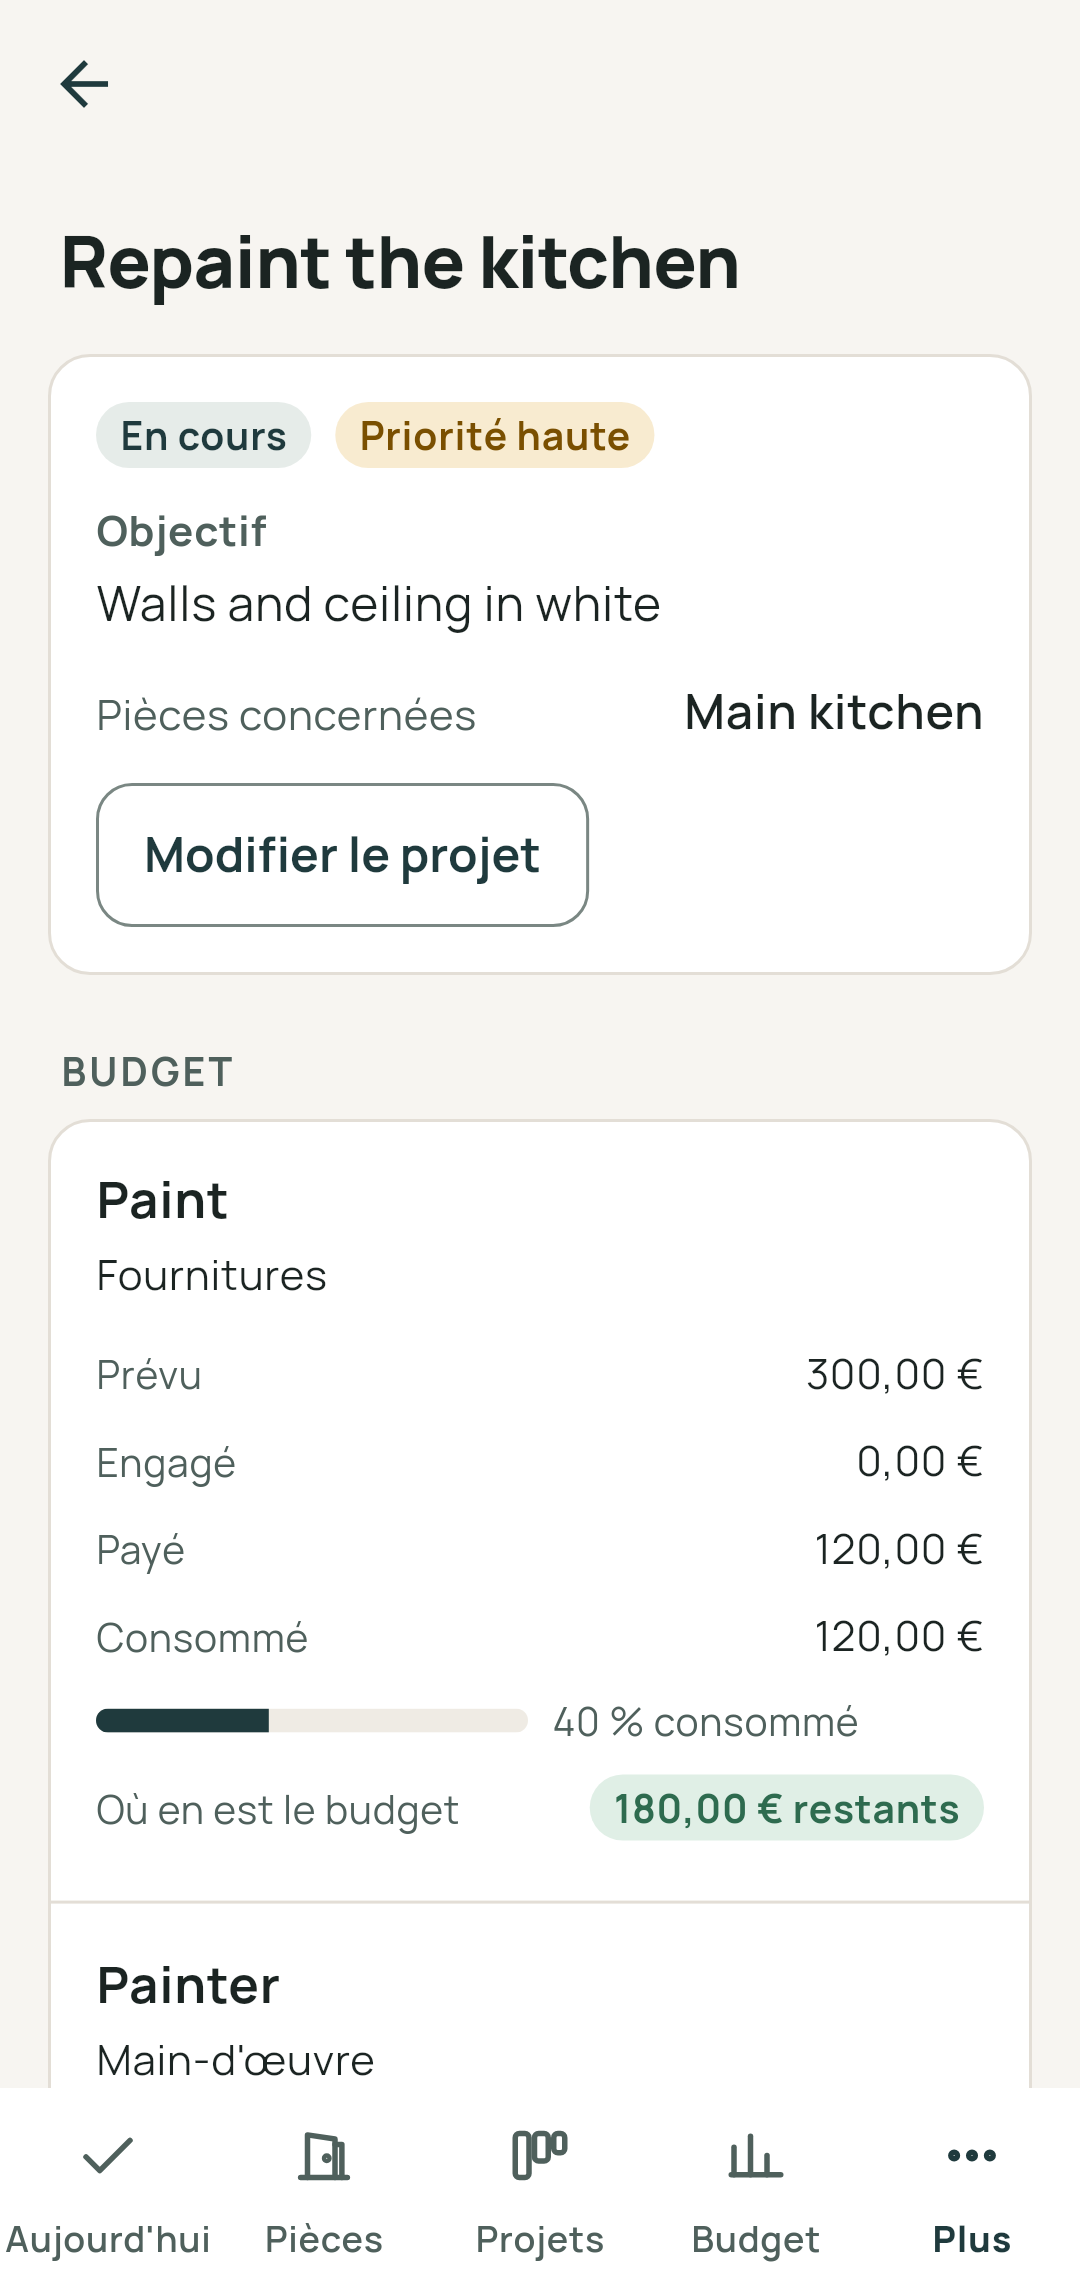 Repaint the kitchen
En cours
Priorité haute
Objectif
Walls and ceiling in white
Pièces concernées
Main kitchen
Modifier le projet
BUDGET
Paint
Fournitures
Prévu
300,00 €
Engagé
0,00 €
Payé
120,00 €
Consommé
120,00 €
40 % consommé
Où en est le budget
180,00 € restants
Painter
Main-d'œuvre
Aujourd'hui
Pièces
Projets
Budget
Plus